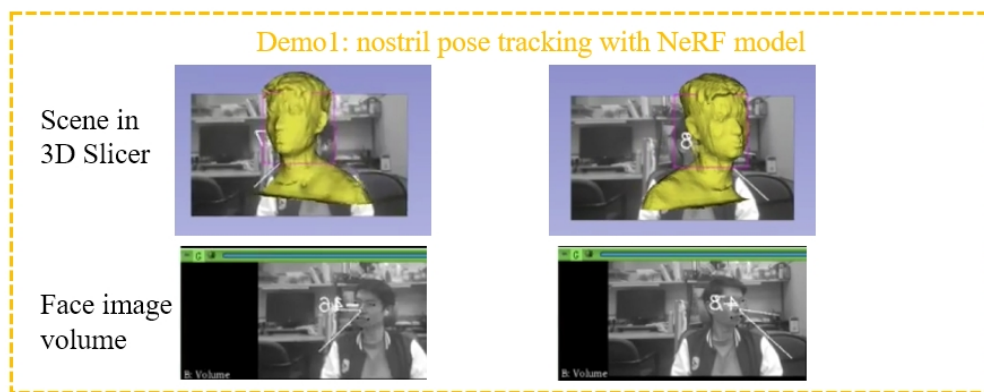 Demo1: nostril pose tracking with NeRF model
Scene in
3D Slicer
Face image
volume
G
B: Volume
G
B: Volume